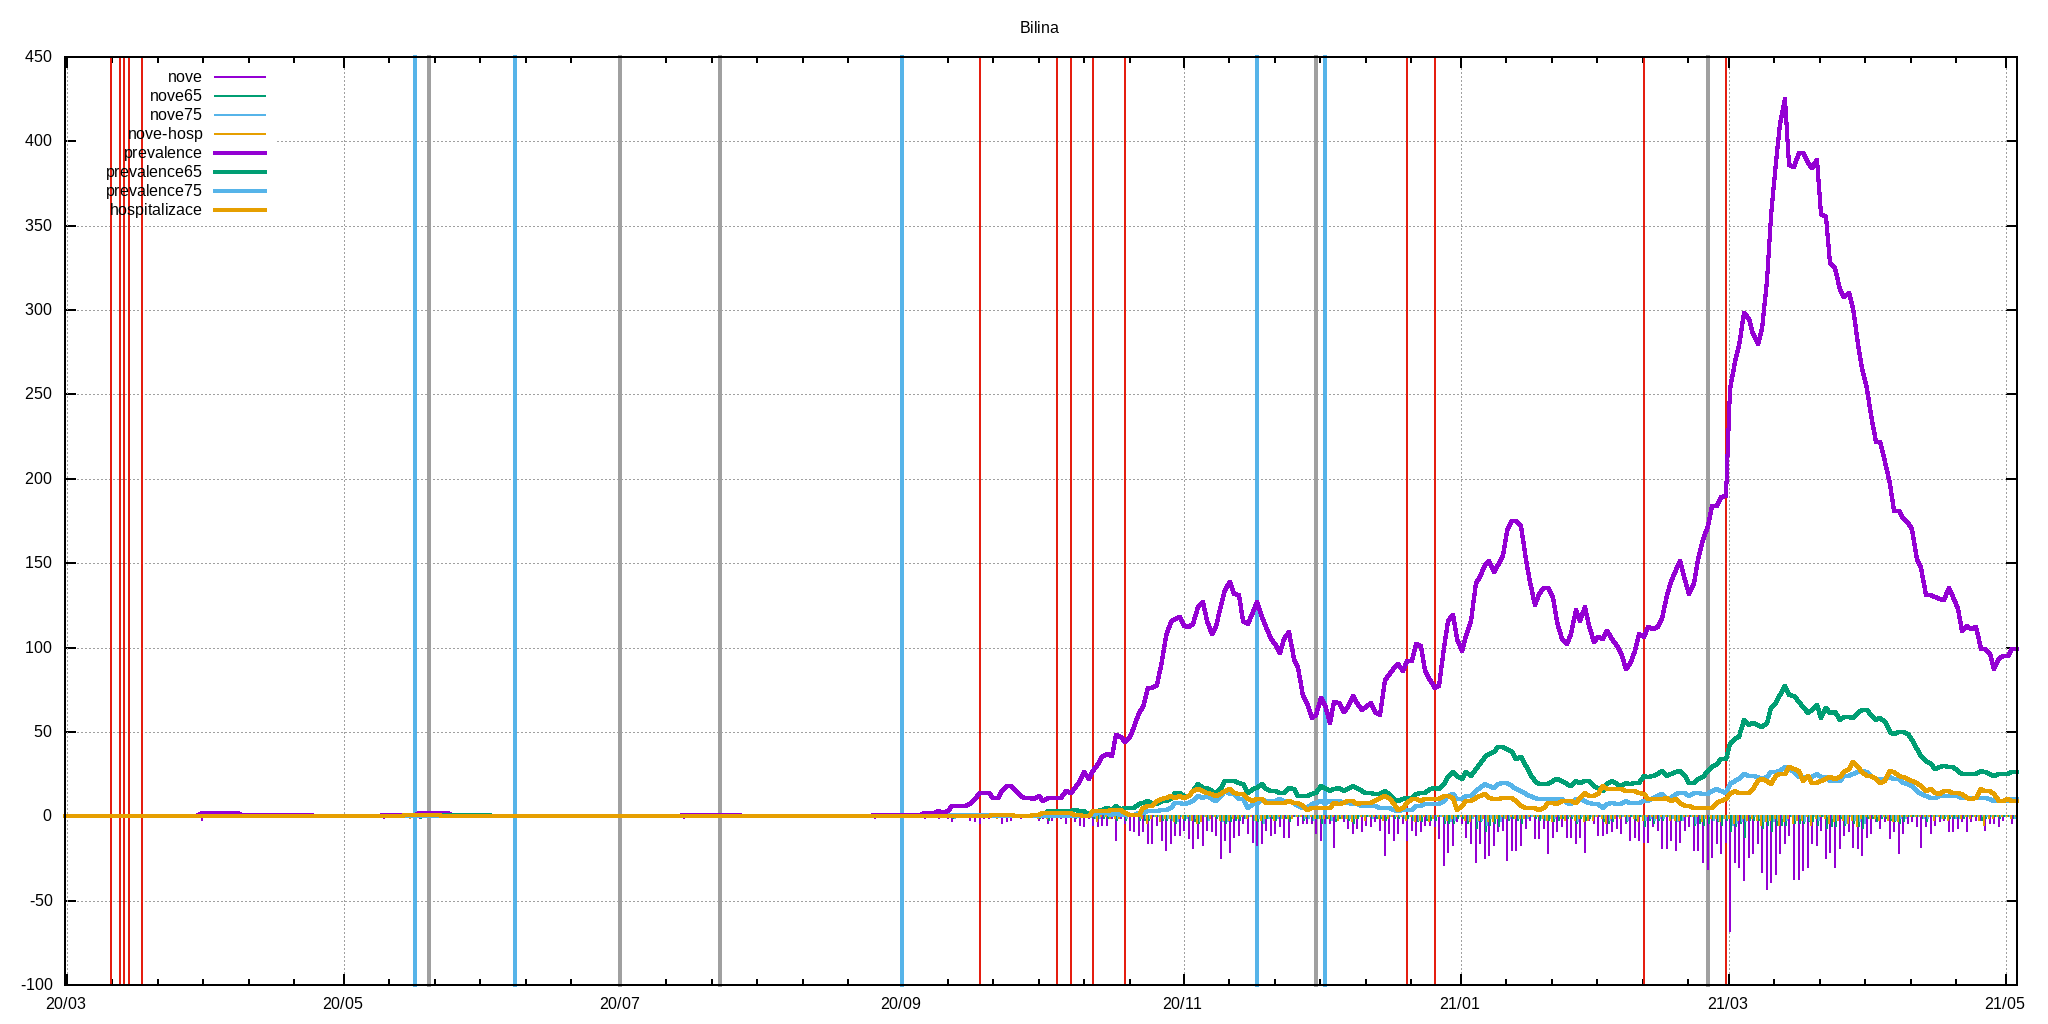 Bilina
450
400
350
300
250
200
150
100
50
0
-50
-100
nove
nove65
nove75
nove-hosp
prevalence
prevalence65
prevalence75
hospitalizace
20/03 20/05 20/07 20/09 20/11 21/01 21/03 21/05